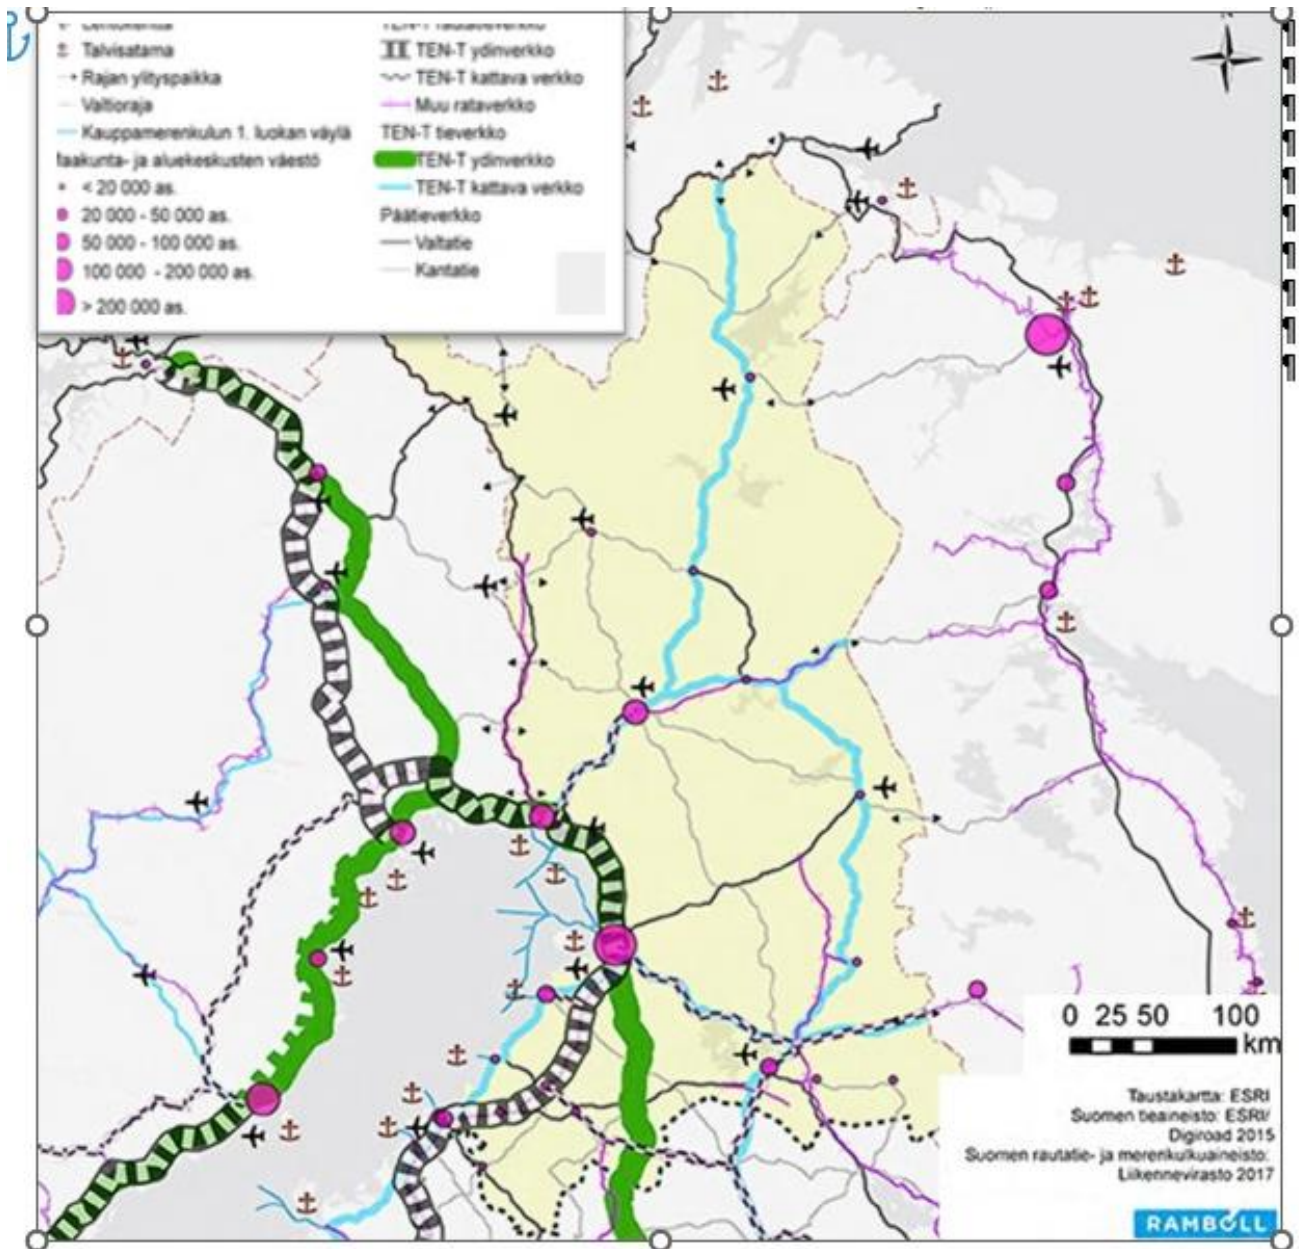 Talvisatama
Rajan ylityspaikka
Valtioraja
Kauppamerenkulun 1. luokan väylä
aakunta- ja aluekeskusten väestö
< 20 000 as.
20 000 - 50 000 as.
50 000 - 100 000 as.
100 000 - 200 000 as.
> 200 000 as.
TEN-T ydinverkko
TEN-T kattava verkko
Muu rataverkko
TEN-T tieverkko
TEN-T ydinverkko
TEN-T kattava verkko
Päätieverkko
Valtatie
Kantatie
0 25 50 100
km
Taustakartta: ESRI
Suomen tieaineisto: ESRI/
Digiroad 2015
Suomen rautatie- ja merenkulkuaineisto:
Liikennevirasto 2017
RAMBOLL